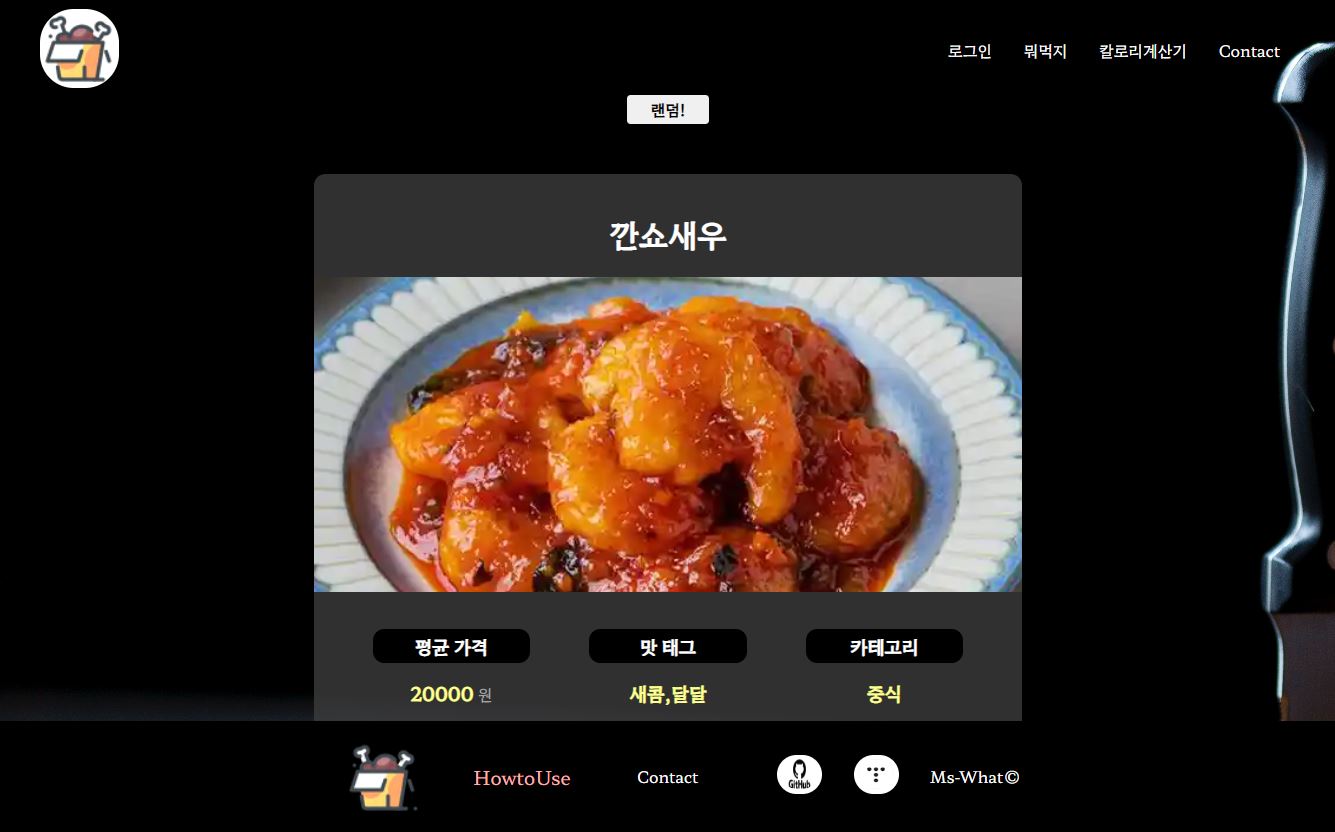 로그인 뭐먹지 칼로리계산기 Contact
랜덤!
깐쇼새우
평균 가격 맛 태그 카테고리
20000 원 새콤,달달 중식
HowtoUse Contact GitHub Ms-What©